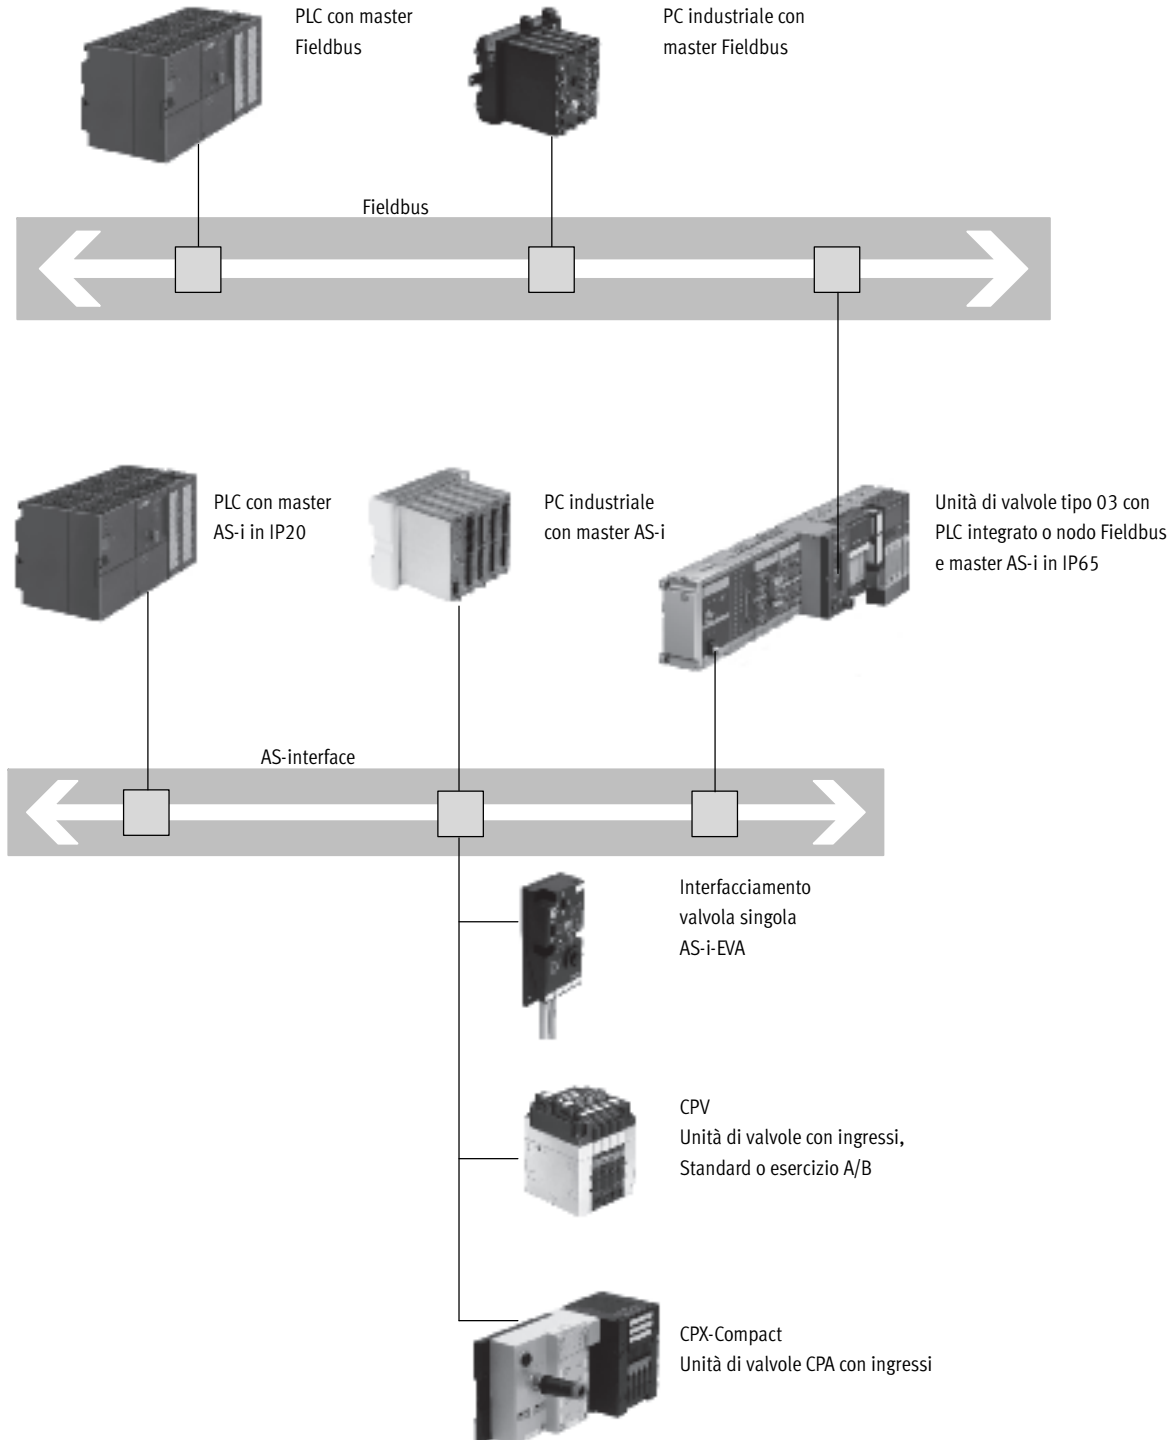 PLC con master
Fieldbus
PC industriale con
master Fieldbus
Fieldbus
PLC con master
AS-i in IP20
PC industriale
con master AS-i
Unità di valvole tipo 03 con
PLC integrato o nodo Fieldbus
e master AS-i in IP65
AS-interface
Interfacciamento
valvola singola
AS-i-EVA
CPV
Unità di valvole con ingressi,
Standard o esercizio A/B
CPX-Compact
Unità di valvole CPA con ingressi